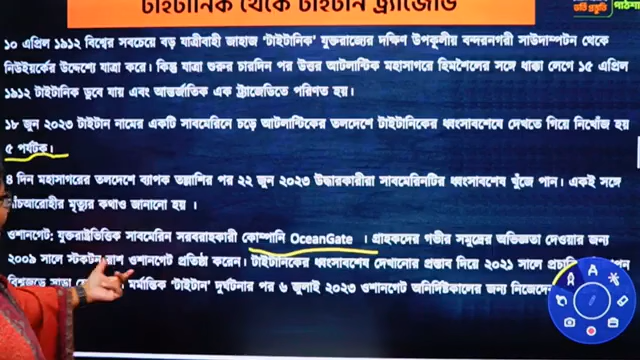 টাইটানিক থেকে টাইটান ট্র্যাজেডি
ভর্তি প্রস্তুতি
১০ এপ্রিল ১৯১২ বিশ্বের সবচেয়ে বড় যাত্রীবাহী জাহাজ ‘টাইটানিক’ যুক্তরাজ্যের দক্ষিণ উপকূলীয় বন্দরনগরী সাউদাম্পটন থেকে
নিউইয়র্কের উদ্দেশ্যে যাত্রা করে। কিন্তু যাত্রা শুরুর চারদিন পর উত্তর আটলান্টিক মহাসাগরে হিমশৈলের সঙ্গে ধাক্কা লেগে ১৫ এপ্রিল
১৯১২ টাইটানিক ডুবে যায় এবং আন্তর্জাতিক এক ট্র্যাজেডিতে পরিণত হয়।
১৮ জুন ২০২৩ টাইটান নামের একটি সাবমেরিনে চড়ে আটলান্টিকের তলদেশে টাইটানিকের ধ্বংসাবশেষে দেখতে গিয়ে নিখোঁজ হয়
৫ পর্যটক।
৪ দিন মহাসাগরের তলদেশে ব্যাপক তল্লাশির পর ২২ জুন ২০২৩ উদ্ধারকারীরা সাবমেরিনটির ধ্বংসাবশেষ খুঁজে পান। একই সঙ্গে
পাঁচআরোহীর মৃত্যুর কথাও জানানো হয় ।
ওশানগেট: যুক্তরাষ্ট্রভিত্তিক সাবমেরিন সরবরাহকারী কোম্পানি OceanGate । গ্রাহকদের গভীর সমুদ্রের অভিজ্ঞতা দেওয়ার জন্য
২০০৯ সালে স্টকটন রাশ ওশানগেট প্রতিষ্ঠা করেন। টাইটানিকের ধ্বংসাবশেষ দেখানোর প্রস্তাব দিয়ে ২০২১ সালে
বিশ্বজুড়ে সাড়া মর্মান্তিক ‘টাইটান’ দুর্ঘটনার পর ৬ জুলাই ২০২৩ ওশানগেট অনির্দিষ্টকালের জন্য